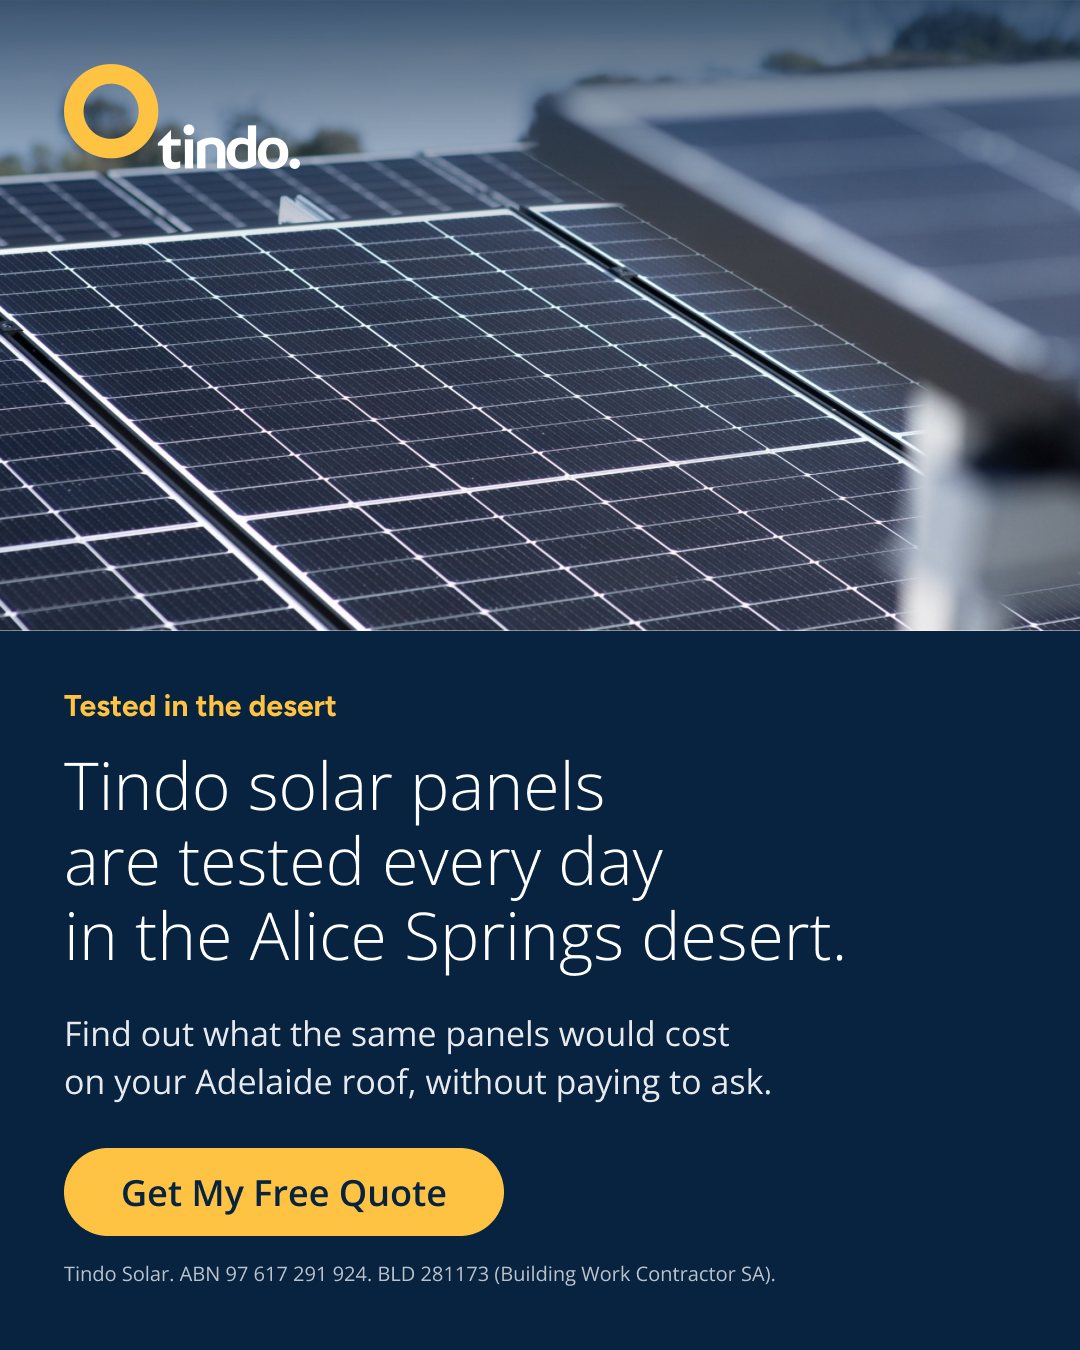 tindo.
Tested in the desert
Tindo solar panels
are tested every day
in the Alice Springs desert.
Find out what the same panels would cost
on your Adelaide roof, without paying to ask.
Get My Free Quote
Tindo Solar. ABN 97 617 291 924. BLD 281173 (Building Work Contractor SA).